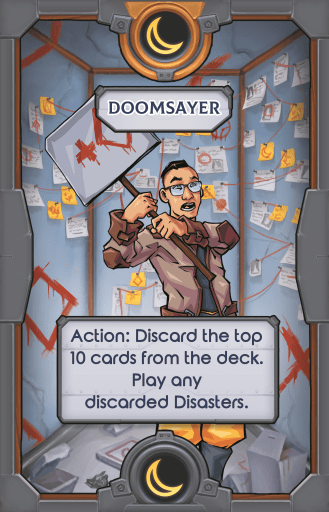 DOOMSAYER
Action: Discard the top
10 cards from the deck.
Play any
discarded Disasters.